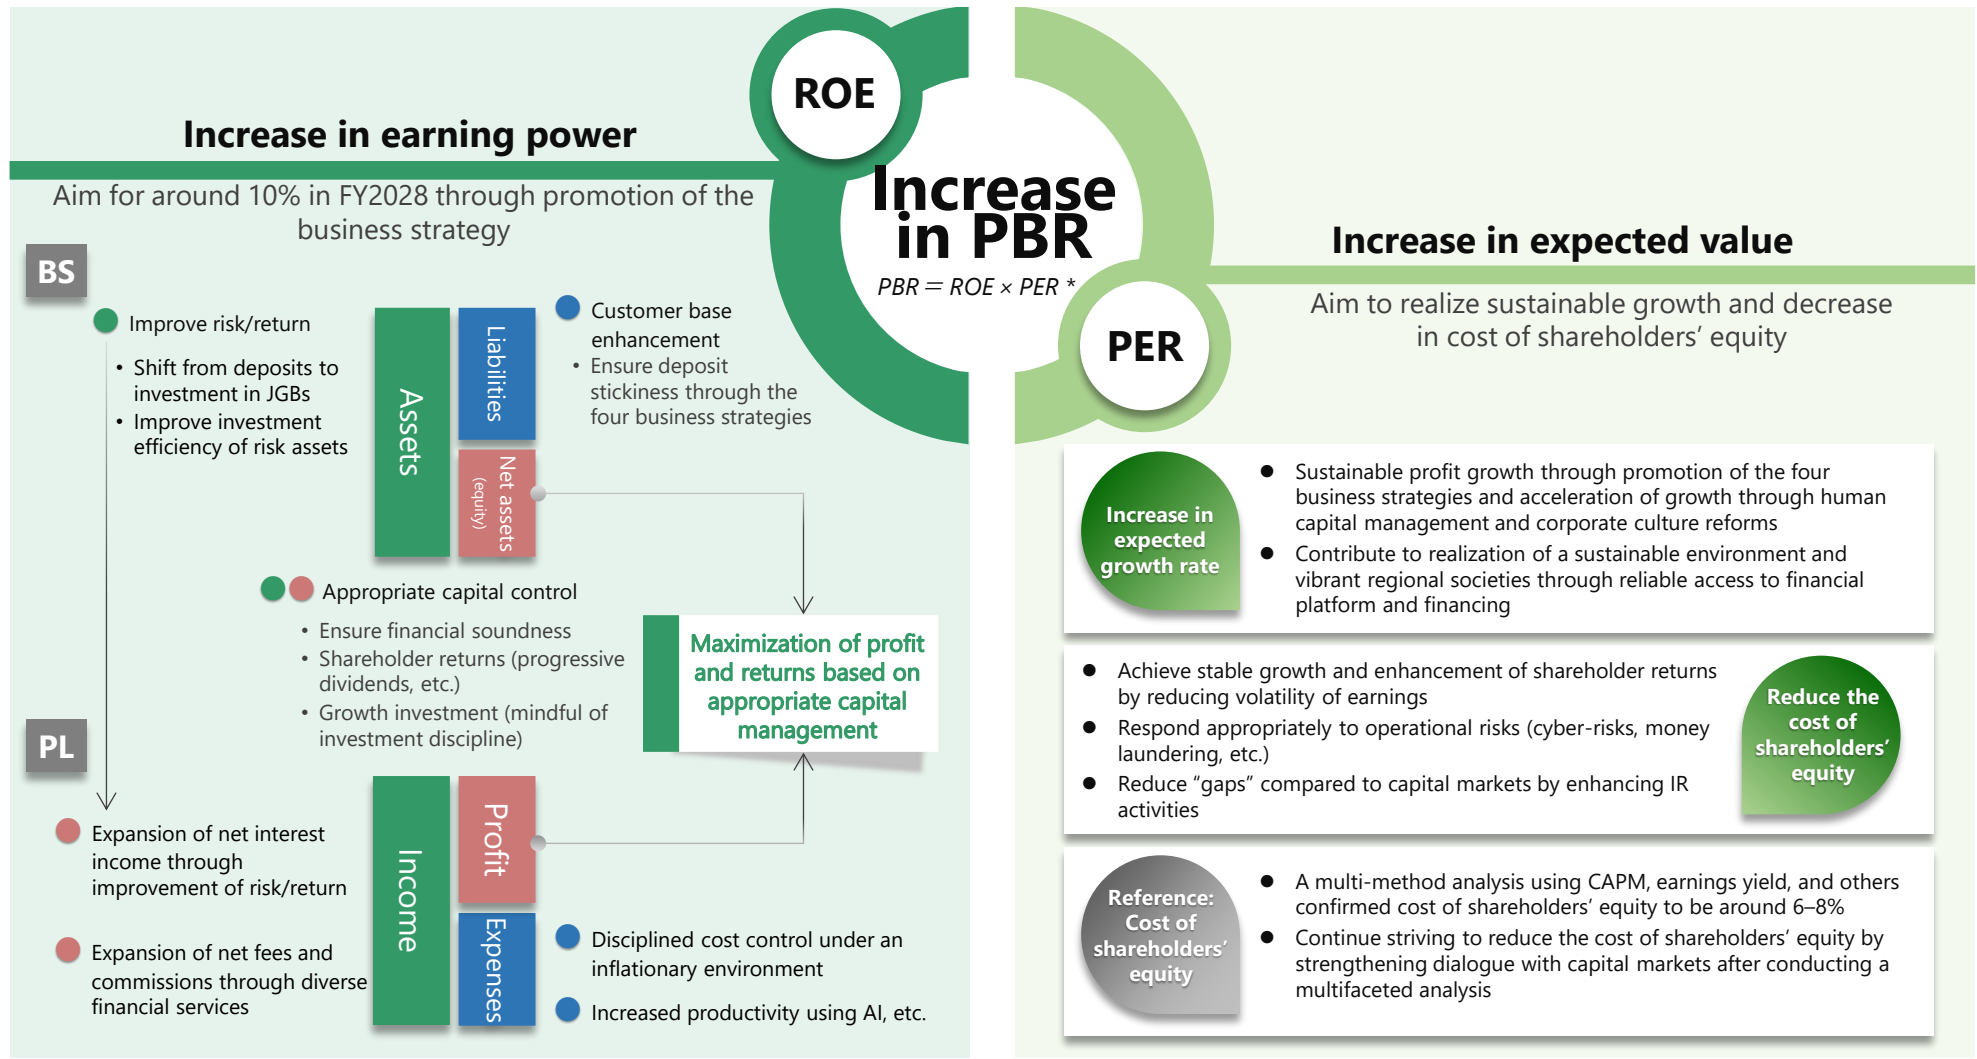 ROE
Increase in earning power
Aim for around 10% in FY2028 through promotion of the
business strategy
Increase
in PBR
PBR＝ROE × PER *
BS
Improve risk/return
• Shift from deposits to
investment in JGBs
• Improve investment
efficiency of risk assets
Assets
Liabilities
Net assets
(equity)
Customer base
enhancement
• Ensure deposit
stickiness through the
four business strategies
Appropriate capital control
• Ensure financial soundness
• Shareholder returns (progressive
dividends, etc.)
• Growth investment (mindful of
investment discipline)
Maximization of profit
and returns based on
appropriate capital
management
PL
Expansion of net interest
income through
improvement of risk/return
Expansion of net fees and
commissions through diverse
financial services
Income
Profit
Expenses
Disciplined cost control under an
inflationary environment
Increased productivity using AI, etc.
Increase in expected value
PER
Aim to realize sustainable growth and decrease
in cost of shareholders’ equity
Increase in
expected
growth rate
● Sustainable profit growth through promotion of the four
business strategies and acceleration of growth through human
capital management and corporate culture reforms
● Contribute to realization of a sustainable environment and
vibrant regional societies through reliable access to financial
platform and financing
● Achieve stable growth and enhancement of shareholder returns
by reducing volatility of earnings
● Respond appropriately to operational risks (cyber-risks, money
laundering, etc.)
● Reduce “gaps” compared to capital markets by enhancing IR
activities
Reduce the
cost of
shareholders’
equity
Reference:
Cost of
shareholders’
equity
● A multi-method analysis using CAPM, earnings yield, and others
confirmed cost of shareholders’ equity to be around 6–8%
● Continue striving to reduce the cost of shareholders’ equity by
strengthening dialogue with capital markets after conducting a
multifaceted analysis